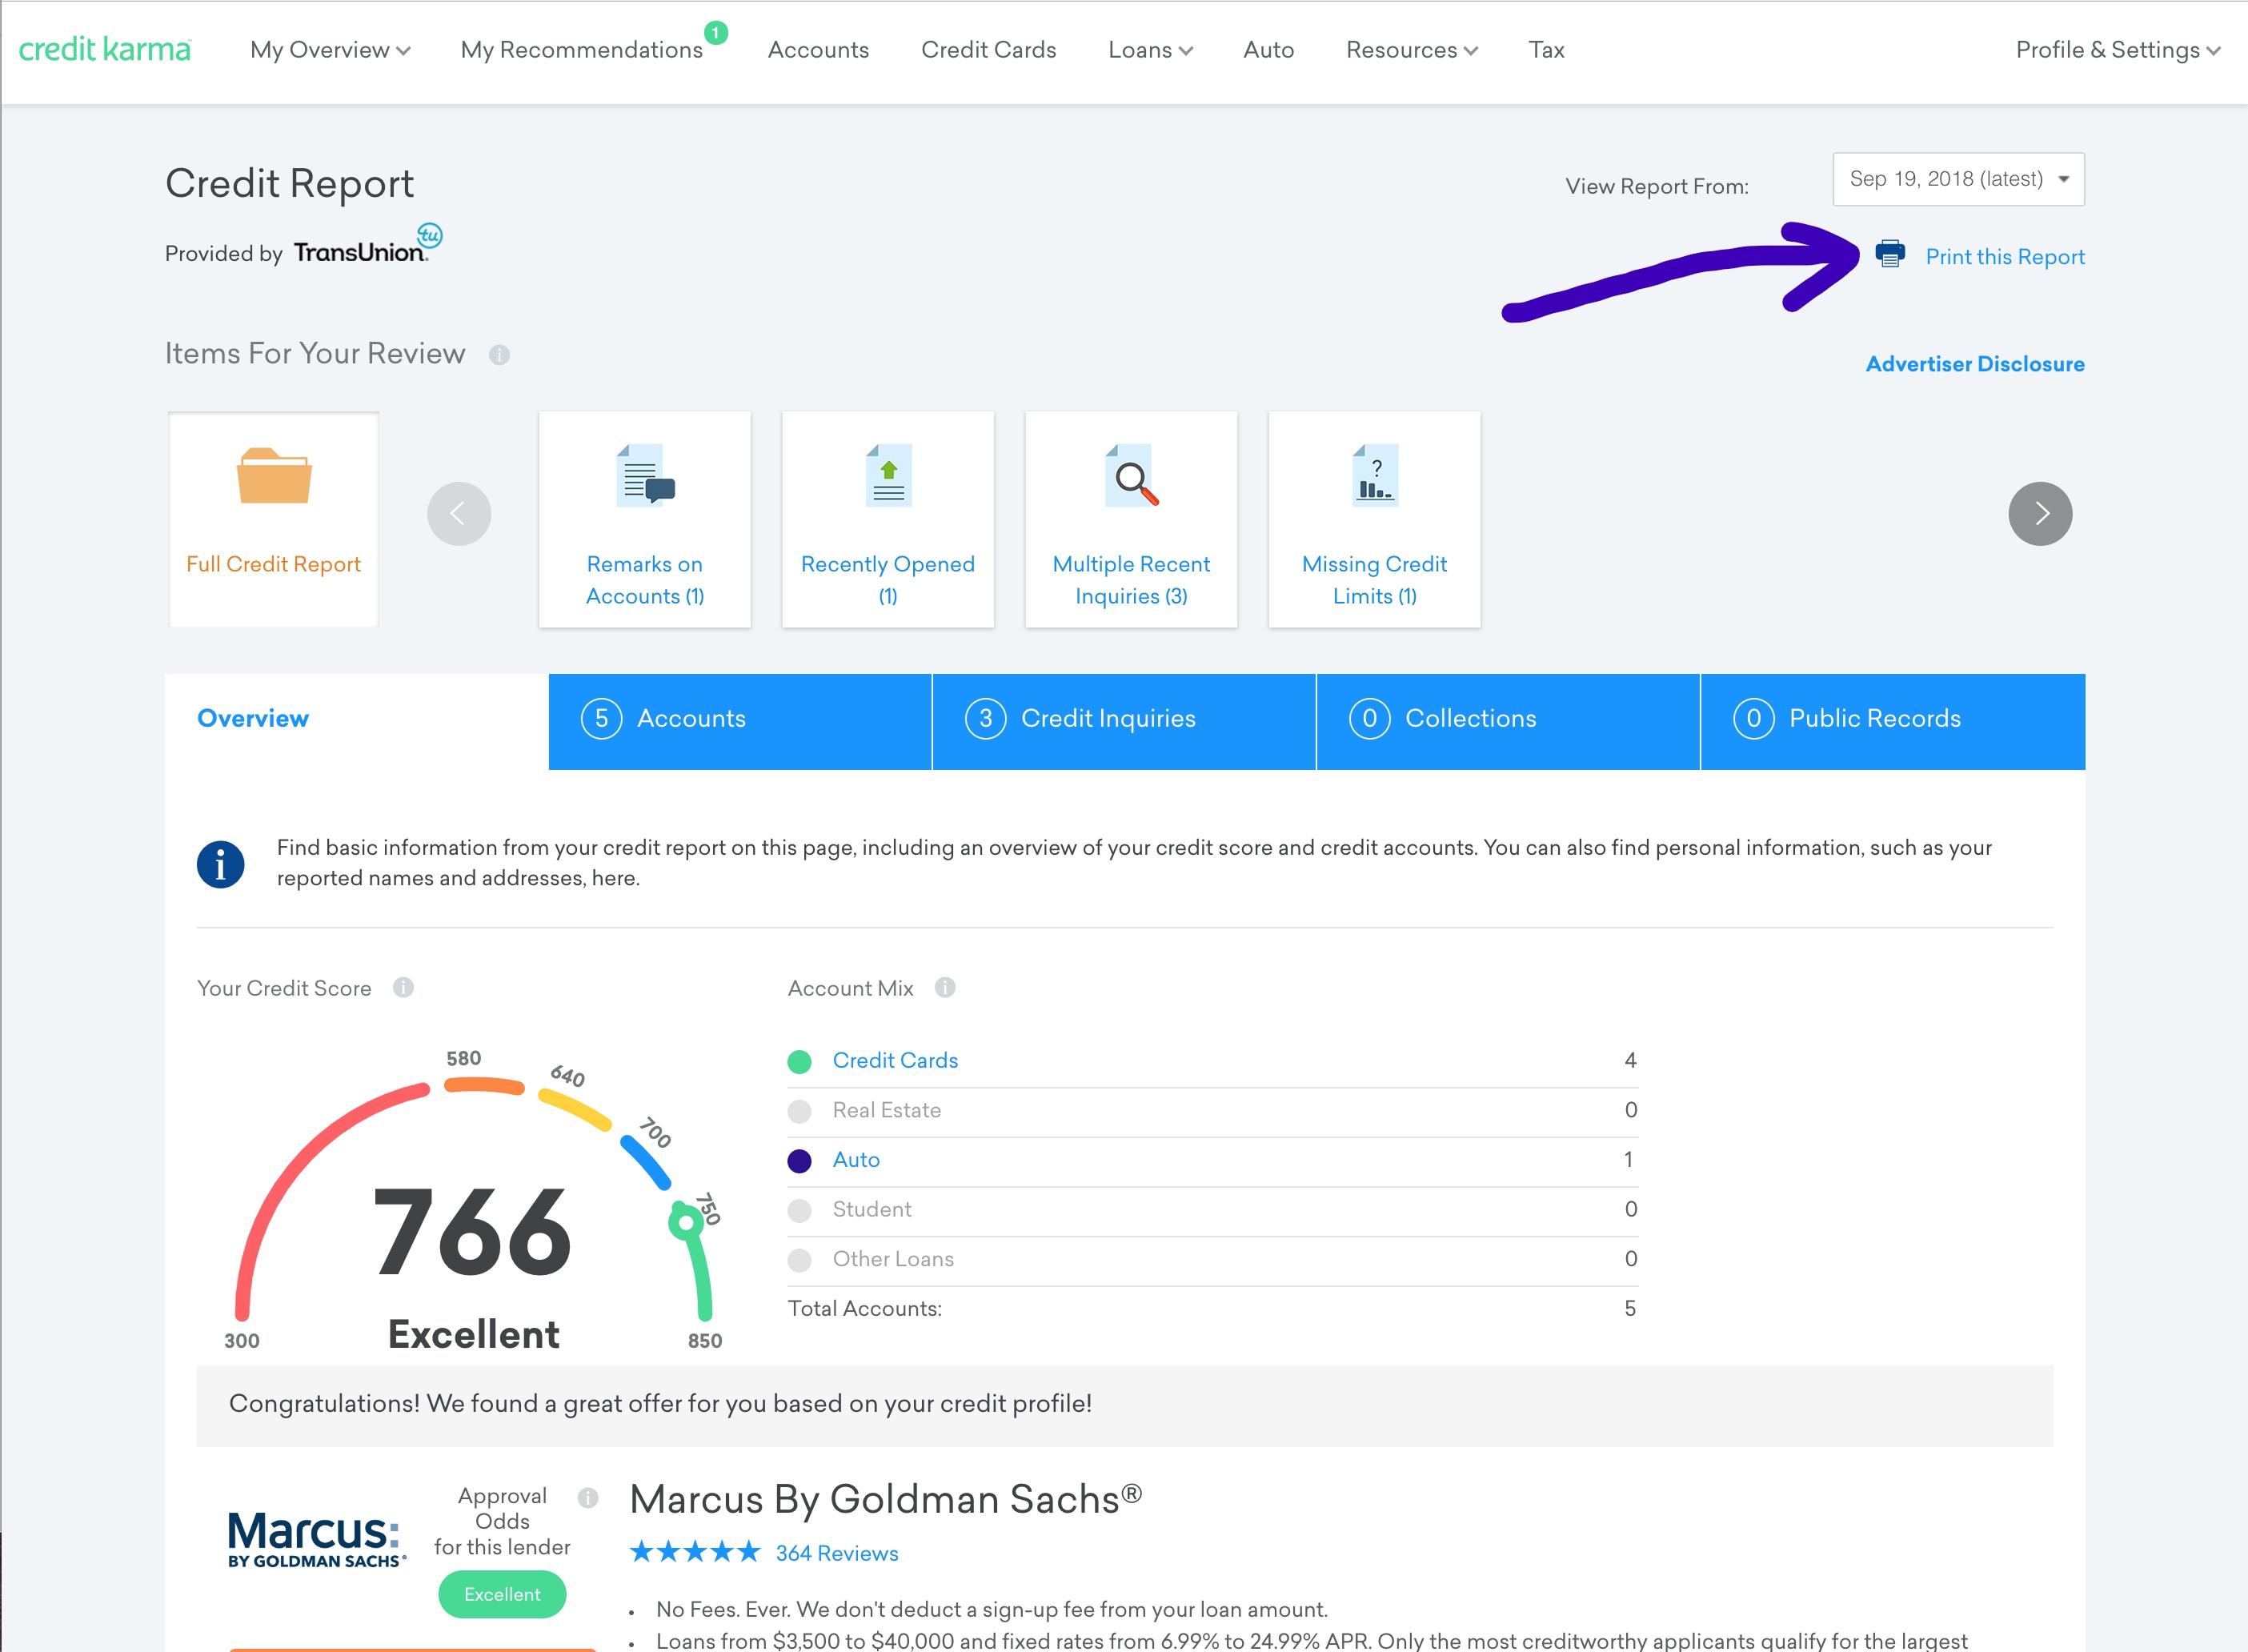 credit karma
My Overview
My Recommendations
1
Accounts
Credit Cards
Loans
Auto
Resources
Tax
Profile & Settings
Credit Report
View Report From:
Sep 19, 2018 (latest)
Provided by TransUnion. tu
Print this Report
Items For Your Review
Advertiser Disclosure
Full Credit Report
Remarks on
Accounts (1)
Recently Opened
(1)
Multiple Recent
Inquiries (3)
Missing Credit
Limits (1)
Overview
5 Accounts
3 Credit Inquiries
0 Collections
0 Public Records
Find basic information from your credit report on this page, including an overview of your credit score and credit accounts. You can also find personal information, such as your
reported names and addresses, here.
Your Credit Score
580
640
700
750
766
Excellent
300
850
Account Mix
Credit Cards 4
Real Estate 0
Auto 1
Student 0
Other Loans 0
Total Accounts: 5
Congratulations! We found a great offer for you based on your credit profile!
Marcus:
BY GOLDMAN SACHS®
Approval
Odds
for this lender
Excellent
Marcus By Goldman Sachs®
364 Reviews
• No Fees. Ever. We don't deduct a sign-up fee from your loan amount.
• Loans from $3,500 to $40,000 and fixed rates from 6.99% to 24.99% APR. Only the most creditworthy applicants qualify for the largest